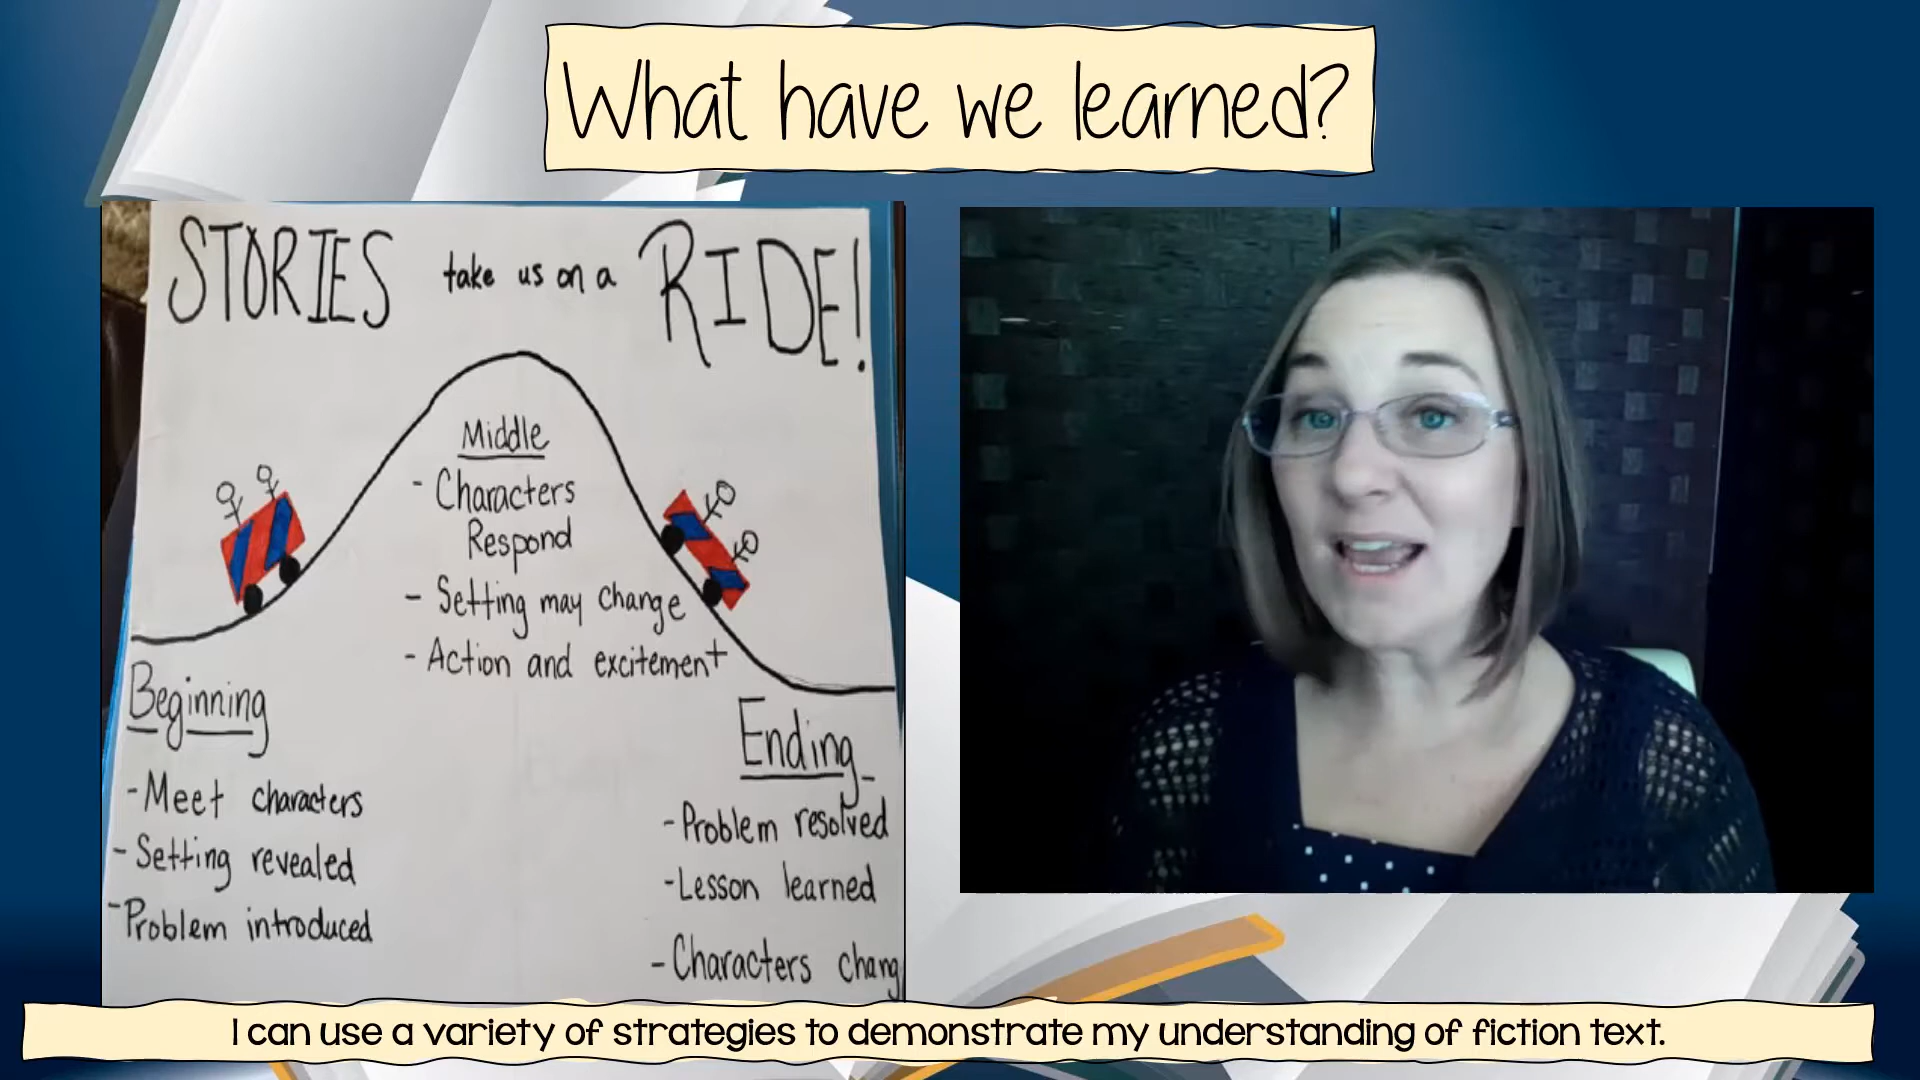 What have we learned?
STORIES take us on a RIDE!
Middle
- Characters
Respond
- Setting may change
- Action and excitement
Beginning
- Meet characters
- Setting revealed
- Problem introduced
Ending
- Problem resolved
- Lesson learned
- Characters chang
I can use a variety of strategies to demonstrate my understanding of fiction text.